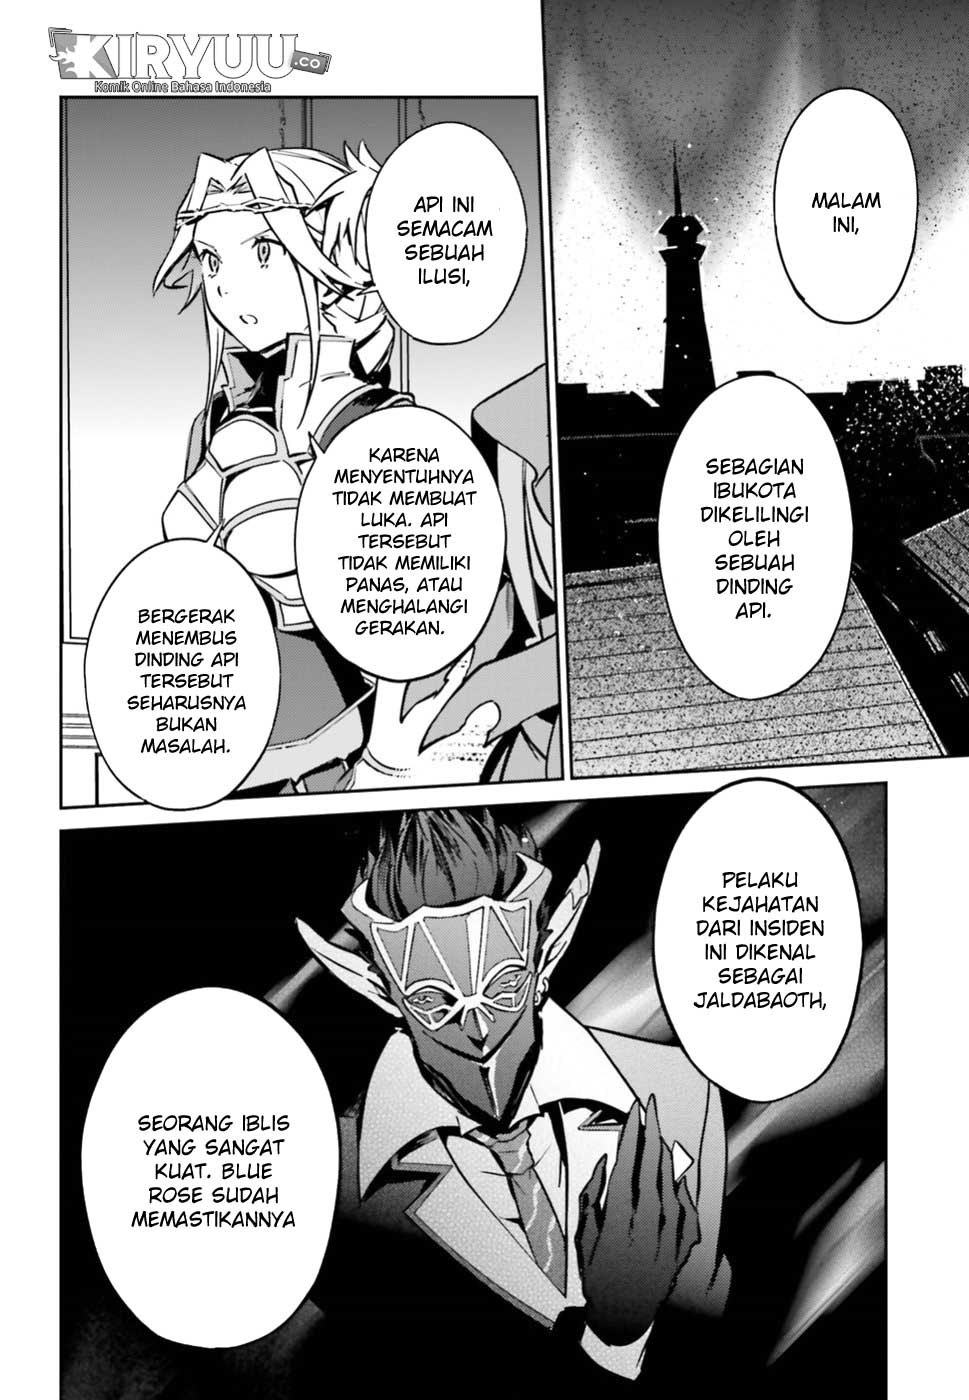 KIRYUU.CO
Komik Online Bahasa Indonesia
MALAM
INI,
SEBAGIAN
IBUKOTA
DIKELILINGI
OLEH
SEBUAH
DINDING
API.
API INI
SEMACAM
SEBUAH
ILUSI,
KARENA
MENYENTUHNYA
TIDAK MEMBUAT
LUKA. API
TERSEBUT
TIDAK MEMILIKI
PANAS, ATAU
MENGHALANGI
GERAKAN.
BERGERAK
MENEMBUS
DINDING API
TERSEBUT
SEHARUSNYA
BUKAN
MASALAH.
PELAKU
KEJAHATAN
DARI INSIDEN
INI DIKENAL
SEBAGAI
JALDABAOTH,
SEORANG IBLIS
YANG SANGAT
KUAT. BLUE
ROSE SUDAH
MEMASTIKANNYA